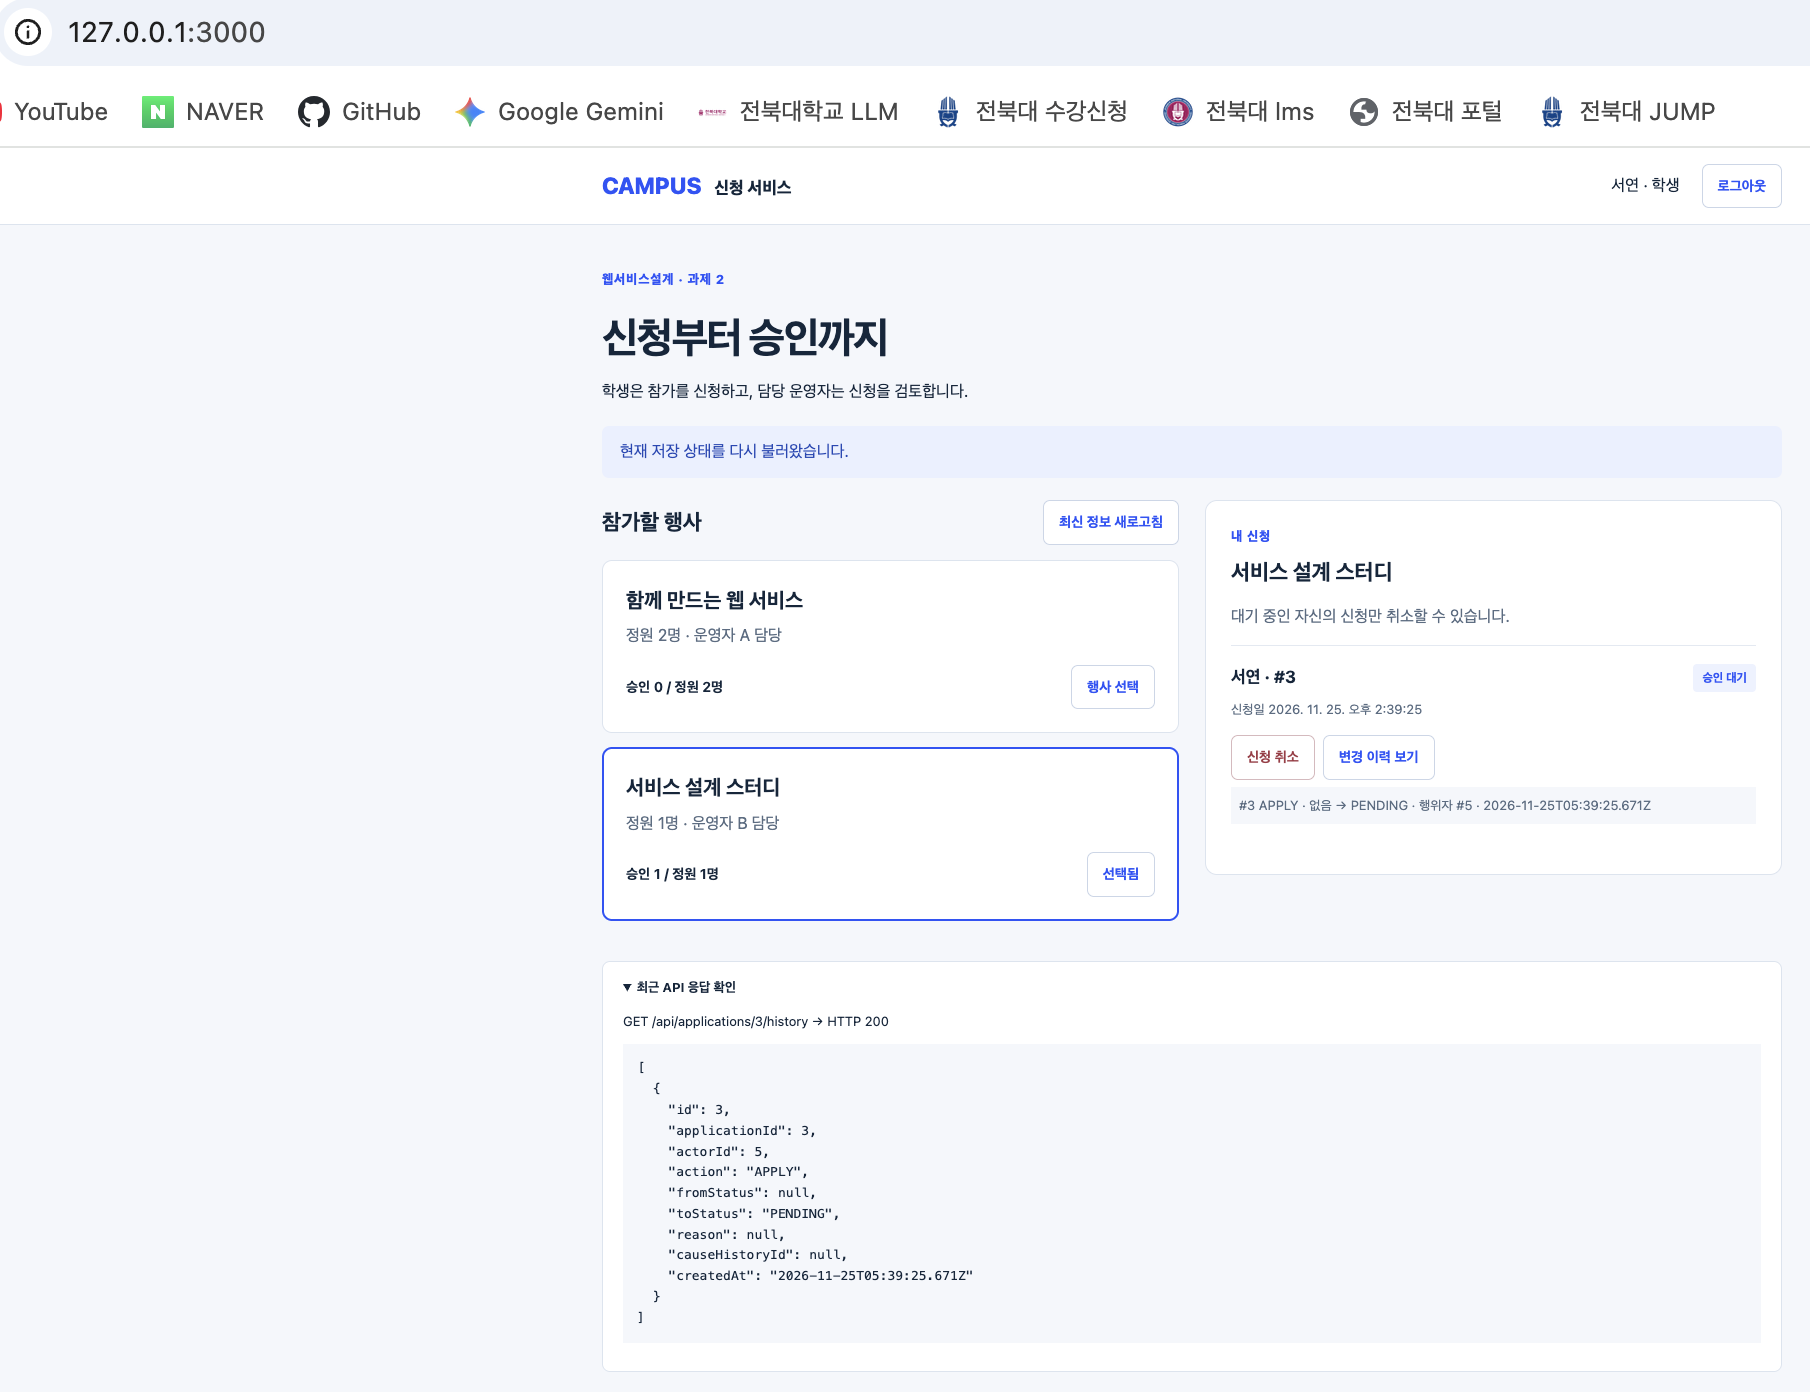 127.0.0.1:3000
YouTube NAVER GitHub Google Gemini 전북대학교 LLM 전북대 수강신청 전북대 lms 전북대 포털 전북대 JUMP
CAMPUS 신청 서비스
서연 · 학생 로그아웃
웹서비스설계 · 과제 2
신청부터 승인까지
학생은 참가를 신청하고, 담당 운영자는 신청을 검토합니다.
현재 저장 상태를 다시 불러왔습니다.
참가할 행사 최신 정보 새로고침
함께 만드는 웹 서비스
정원 2명 · 운영자 A 담당
승인 0 / 정원 2명 행사 선택
서비스 설계 스터디
정원 1명 · 운영자 B 담당
승인 1 / 정원 1명 선택됨
내 신청
서비스 설계 스터디
대기 중인 자신의 신청만 취소할 수 있습니다.
서연 · #3 승인 대기
신청일 2026. 11. 25. 오후 2:39:25
신청 취소 변경 이력 보기
#3 APPLY · 없음 → PENDING · 행위자 #5 · 2026-11-25T05:39:25.671Z
▼ 최근 API 응답 확인
GET /api/applications/3/history → HTTP 200
[
{
"id": 3,
"applicationId": 3,
"actorId": 5,
"action": "APPLY",
"fromStatus": null,
"toStatus": "PENDING",
"reason": null,
"causeHistoryId": null,
"createdAt": "2026-11-25T05:39:25.671Z"
}
]